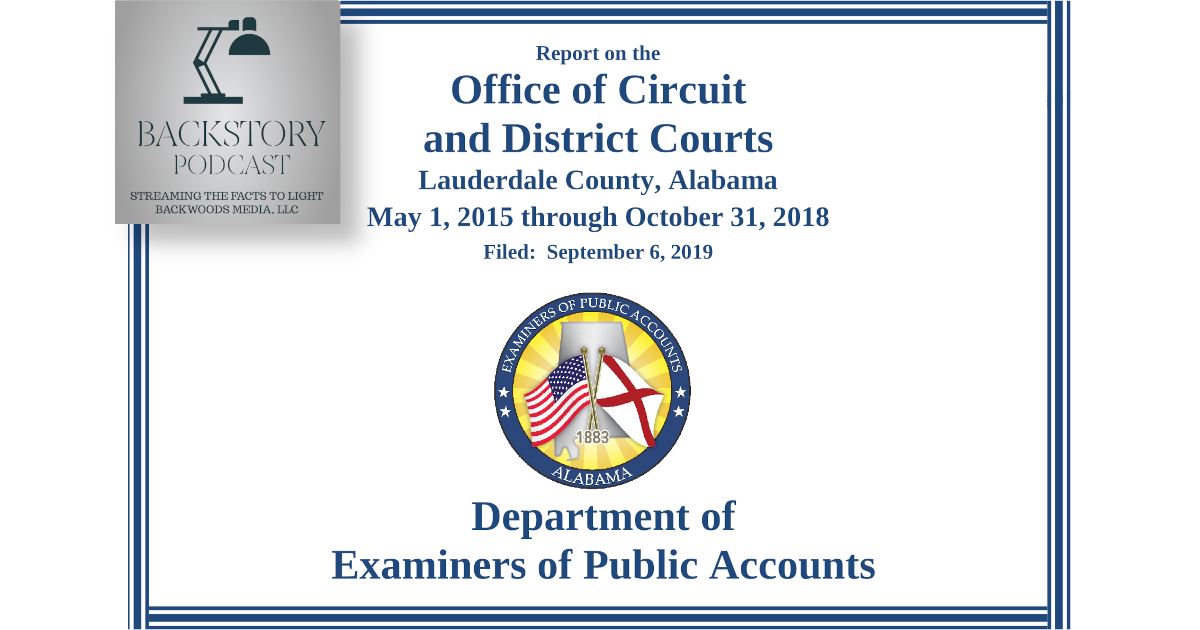 BACKSTORY
PODCAST
STREAMING THE FACTS TO LIGHT
BACKWOODS MEDIA, LLC
Report on the
Office of Circuit
and District Courts
Lauderdale County, Alabama
May 1, 2015 through October 31, 2018
Filed:  September 6, 2019
EXAMINERS OF PUBLIC ACCOUNTS
1883
ALABAMA
Department of
Examiners of Public Accounts